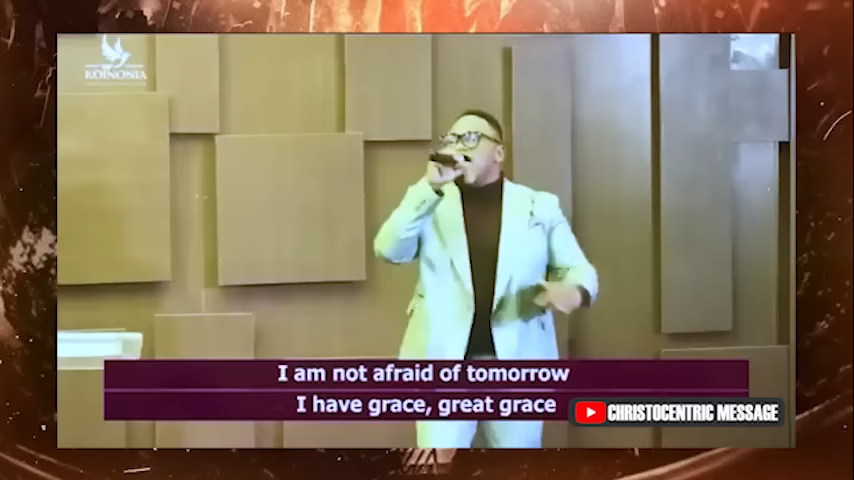 KOINONIA
I am not afraid of tomorrow
I have grace, great grace
CHRISTOCENTRIC MESSAGE